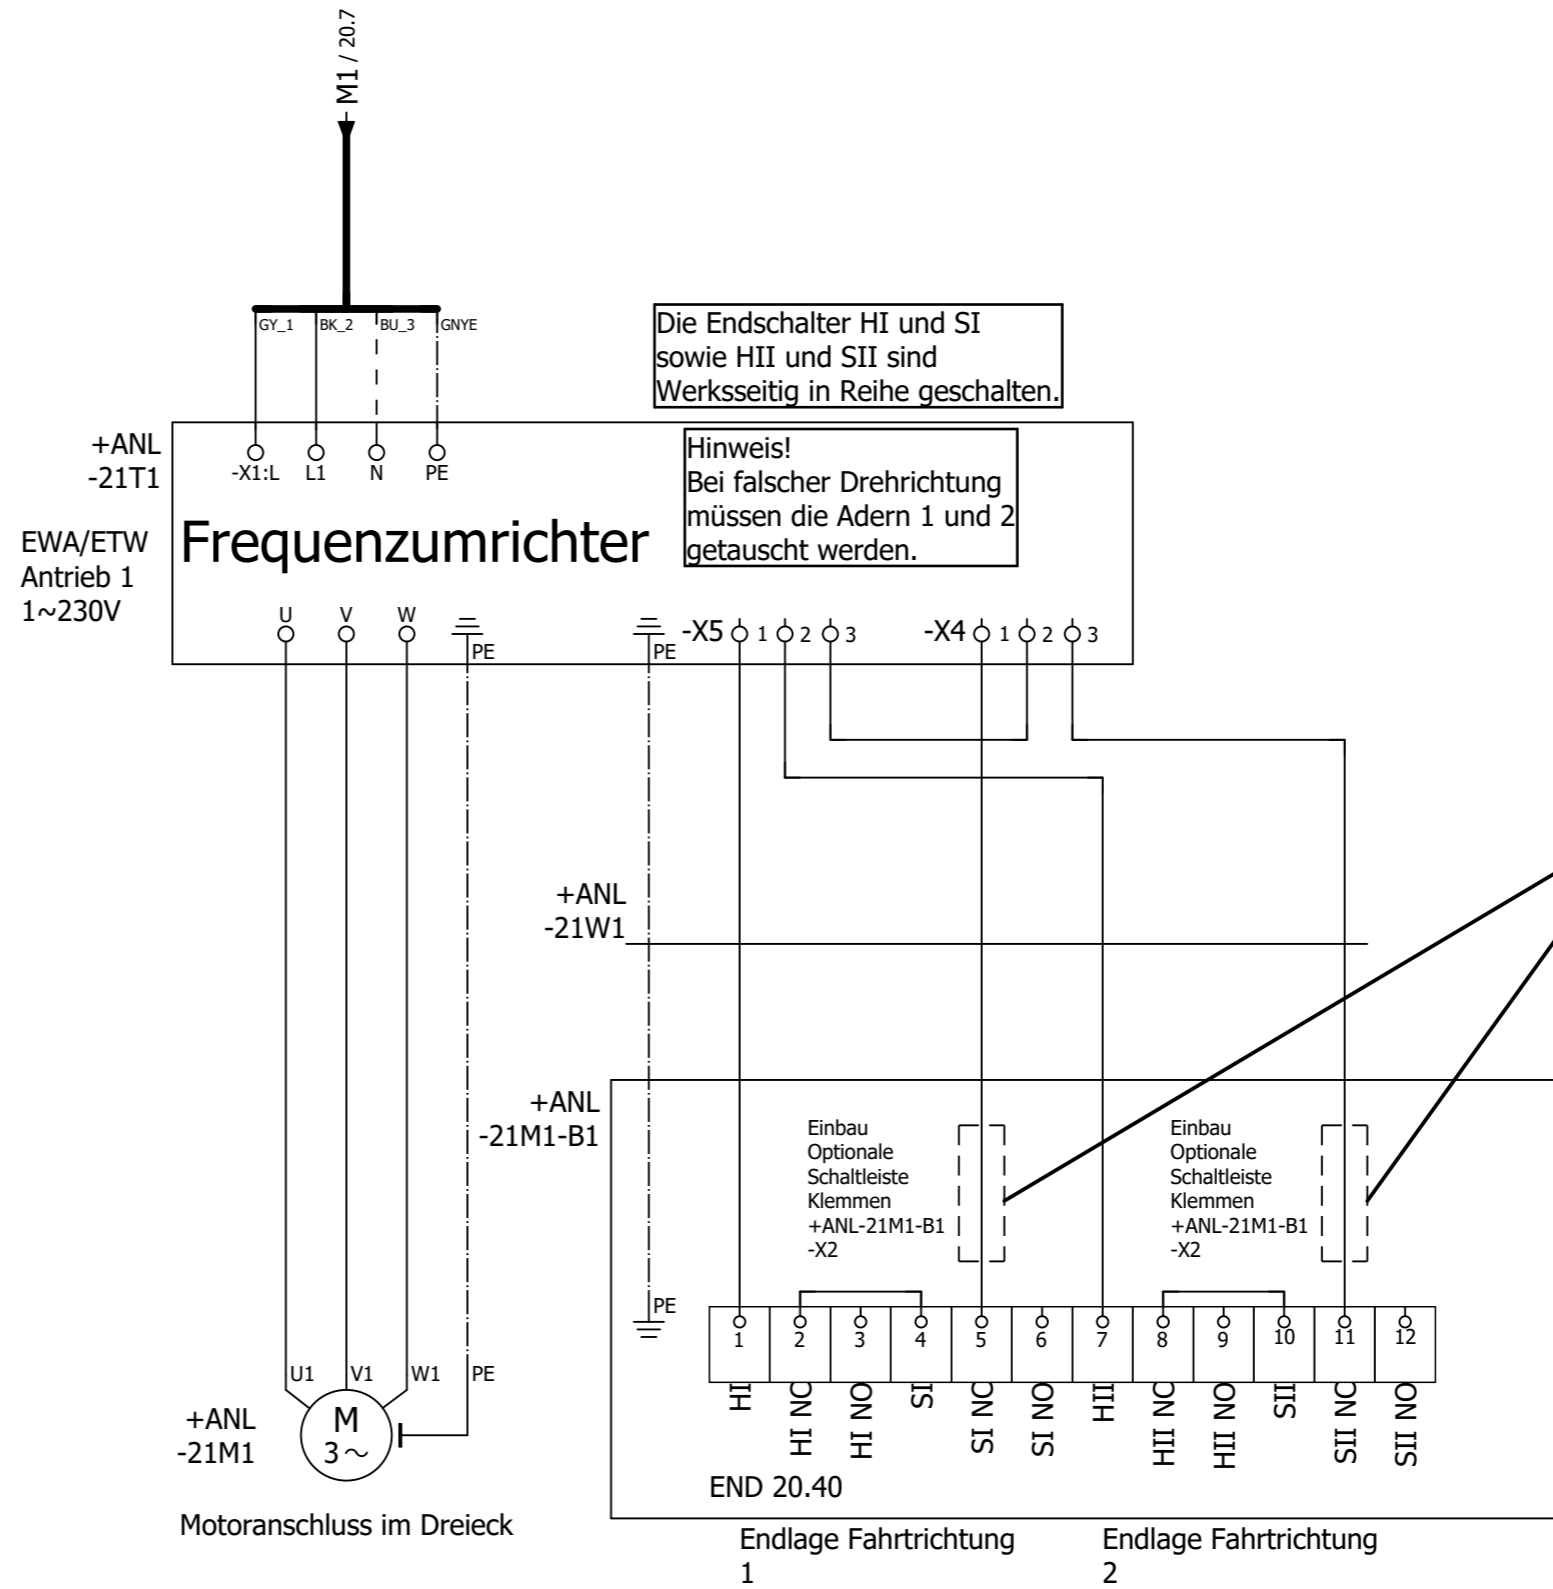 M1 / 20.7
GY_1 BK_2 BU_3 GNYE
Die Endschalter HI und SI
sowie HII und SII sind
Werksseitig in Reihe geschalten.
+ANL
-21T1
-X1:L L1 N PE
Hinweis!
Bei falscher Drehrichtung
müssen die Adern 1 und 2
getauscht werden.
EWA/ETW
Antrieb 1
1~230V
Frequenzumrichter
U V W PE
PE -X5 1 2 3 -X4 1 2 3
+ANL
-21W1
+ANL
-21M1-B1
Einbau
Optionale
Schaltleiste
Klemmen
+ANL-21M1-B1
-X2
Einbau
Optionale
Schaltleiste
Klemmen
+ANL-21M1-B1
-X2
PE
1 2 3 4 5 6 7 8 9 10 11 12
HI HI NC HI NO SI SI NC SI NO HII HII NC HII NO SII SII NC SII NO
U1 V1 W1 PE
+ANL
-21M1
M
3~
END 20.40
Motoranschluss im Dreieck
Endlage Fahrtrichtung
1
Endlage Fahrtrichtung
2